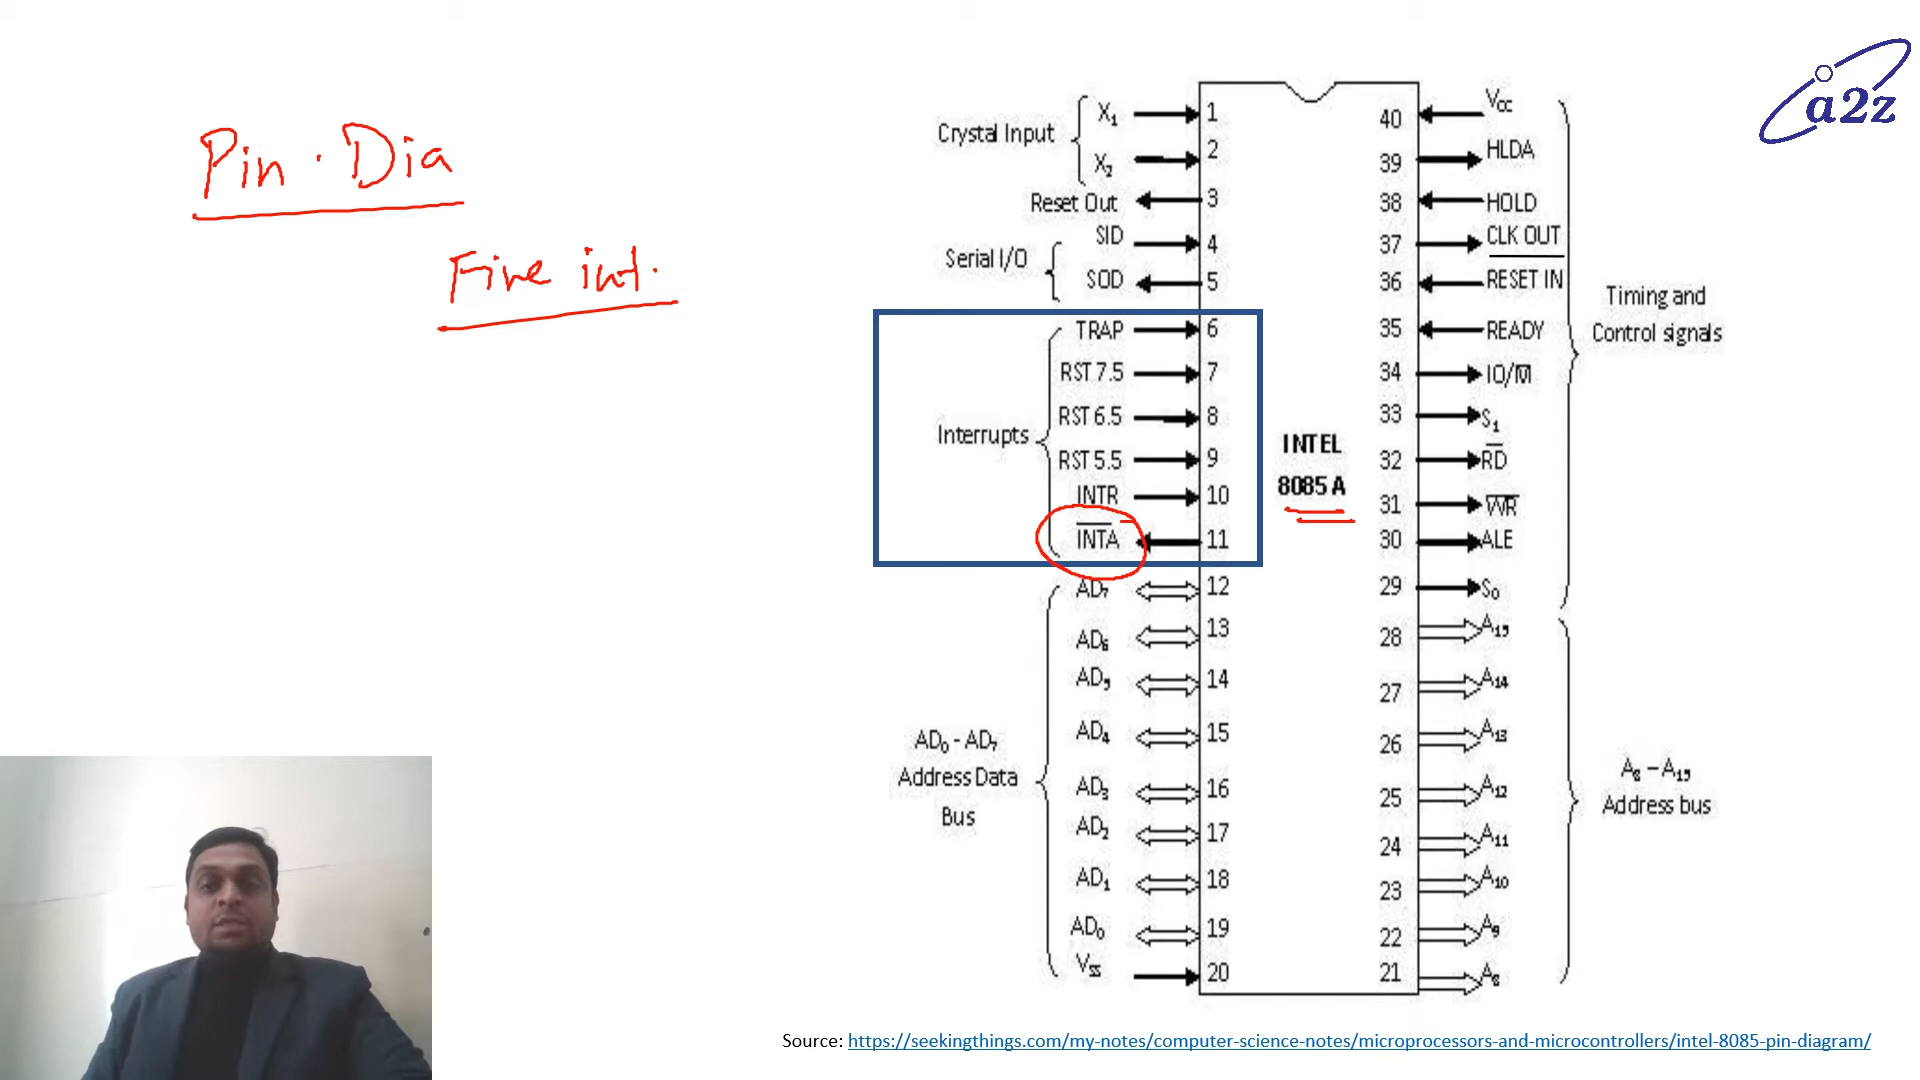 a2z
Pin · Dia
Five int.
Crystal Input
X1
X2
Reset Out
Serial I/O
SID
SOD
Interrupts
TRAP
RST 7.5
RST 6.5
RST 5.5
INTR
INTA
AD0 - AD7
Address Data
Bus
AD7
AD6
AD5
AD4
AD3
AD2
AD1
AD0
VSS
1
2
3
4
5
6
7
8
9
10
11
12
13
14
15
16
17
18
19
20
INTEL
8085 A
40
39
38
37
36
35
34
33
32
31
30
29
28
27
26
25
24
23
22
21
VCC
HLDA
HOLD
CLK OUT
RESET IN
READY
IO/M
S1
RD
WR
ALE
S0
A15
A14
A13
A12
A11
A10
A9
A8
Timing and
Control signals
A8 – A15
Address bus
Source: https://seekingthings.com/my-notes/computer-science-notes/microprocessors-and-microcontrollers/intel-8085-pin-diagram/